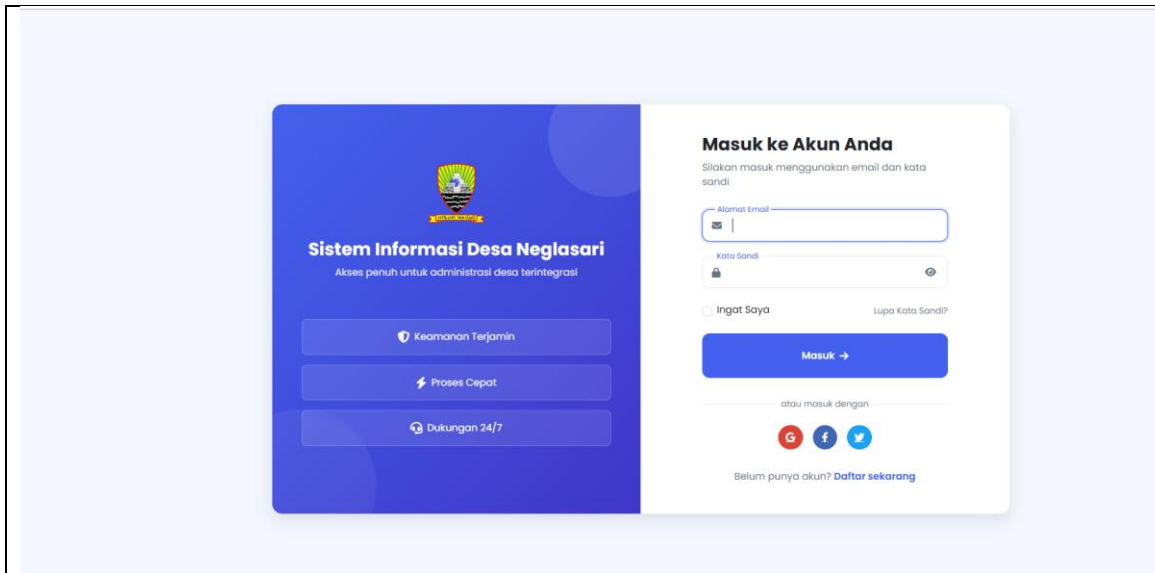 Sistem Informasi Desa Neglasari
Akses penuh untuk administrasi desa terintegrasi
Keamanan Terjamin
Proses Cepat
Dukungan 24/7
Masuk ke Akun Anda
Silakan masuk menggunakan email dan kata
sandi
Alamat Email
Kata Sandi
Ingat Saya
Lupa Kata Sandi?
Masuk →
atau masuk dengan
G
f
Belum punya akun? Daftar sekarang